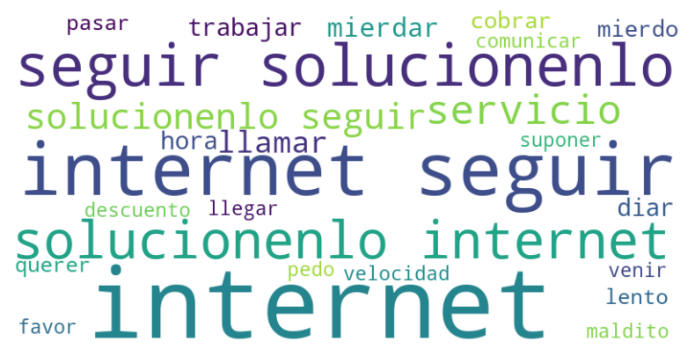 pasar trabajar mierdar cobrar mierdo
comunicar
seguir solucionenlo
solucionenlo seguir servicio
hora llamar suponer
internet seguir
descuento llegar diar
solucionenlo internet
querer pedo velocidad venir
internet lento
favor maldito